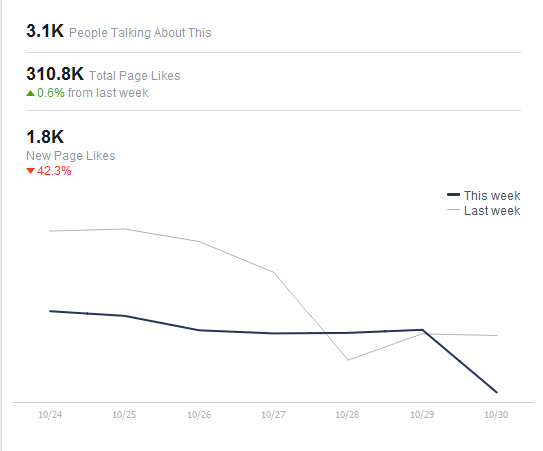 3.1K People Talking About This
310.8K Total Page Likes
▲0.6% from last week
1.8K
New Page Likes
▼42.3%
This week
Last week
10/24 10/25 10/26 10/27 10/28 10/29 10/30